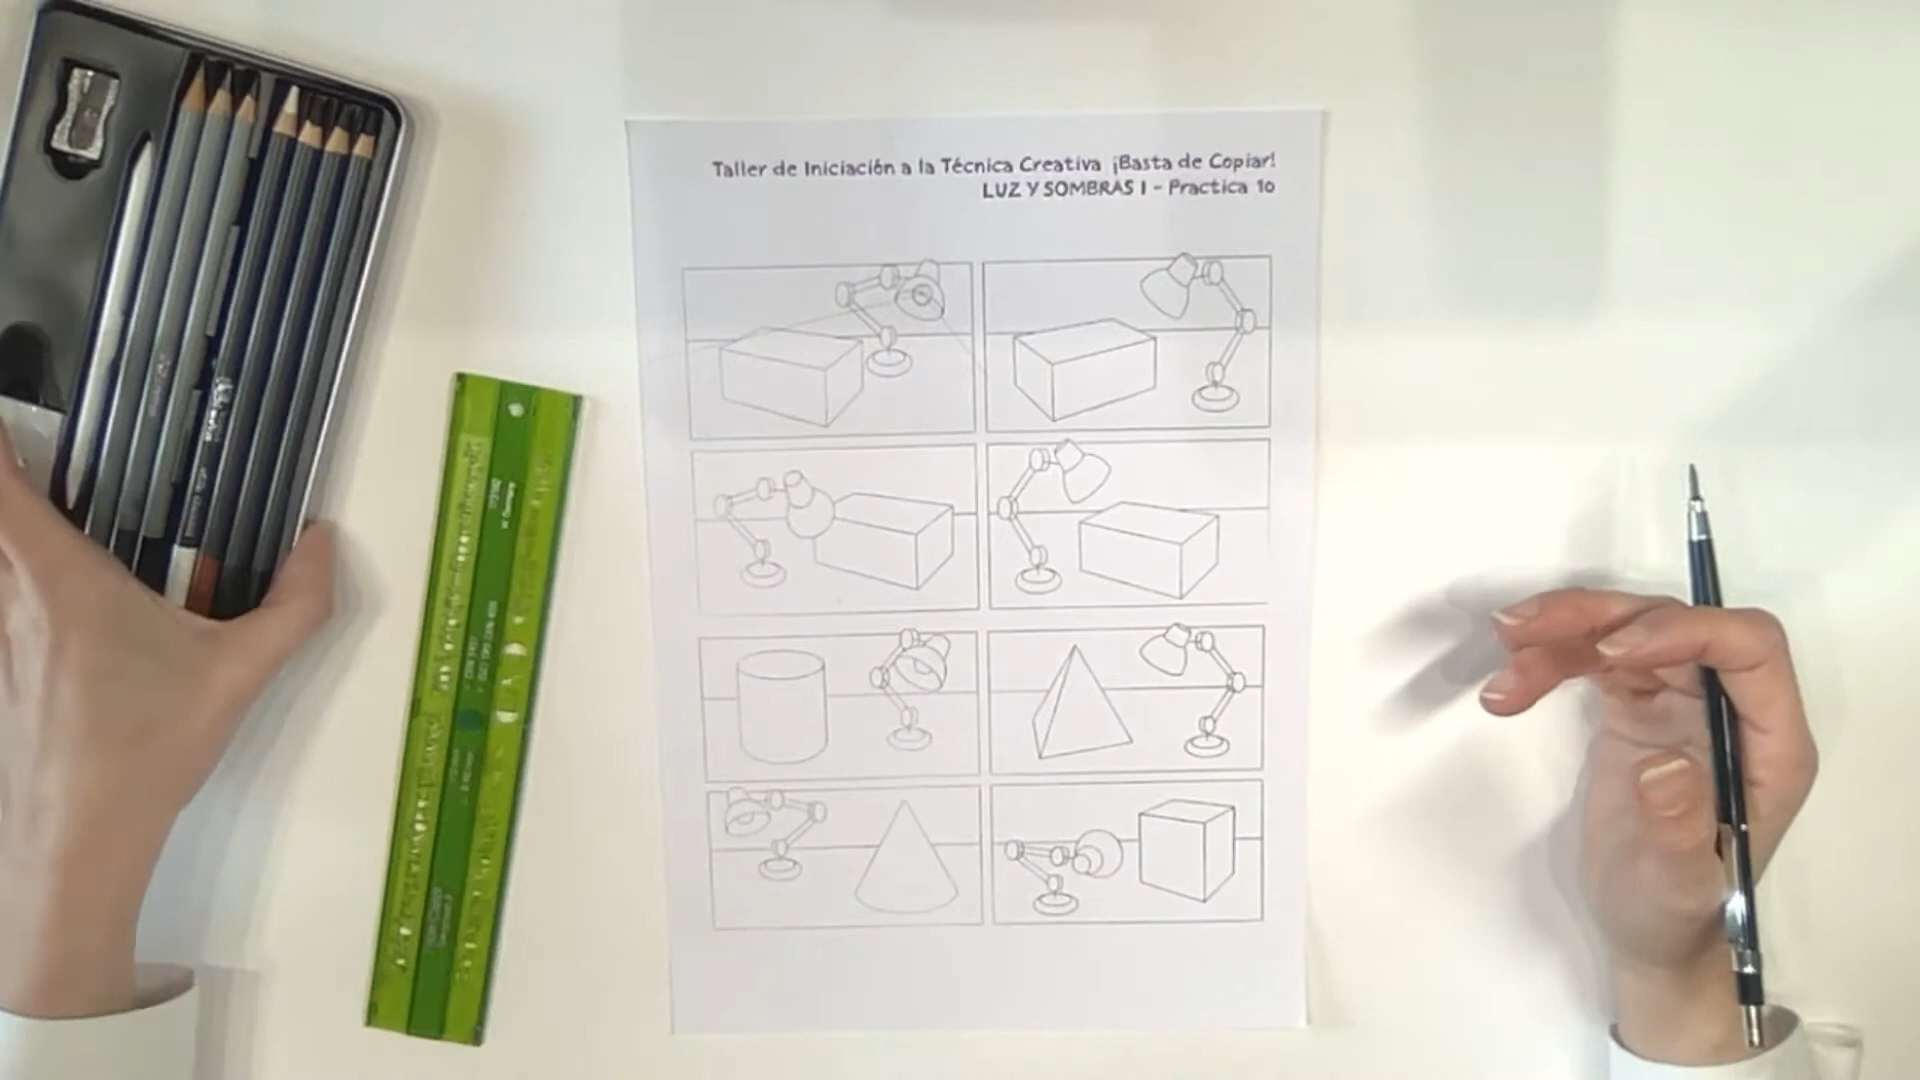 Taller de Iniciación a la Técnica Creativa ¡Basta de Copiar!
LUZ Y SOMBRAS I - Practica 10